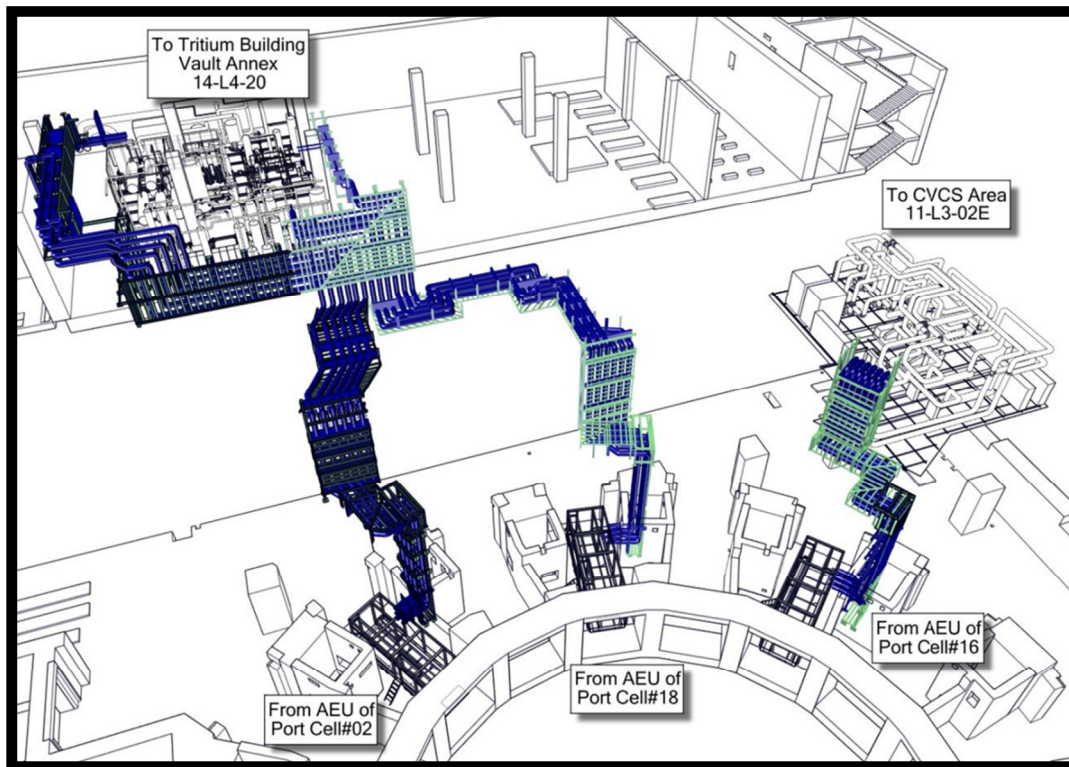 To Tritium Building
Vault Annex
14-L4-20
To CVCS Area
11-L3-02E
From AEU of
Port Cell#16
From AEU of
Port Cell#18
From AEU of
Port Cell#02